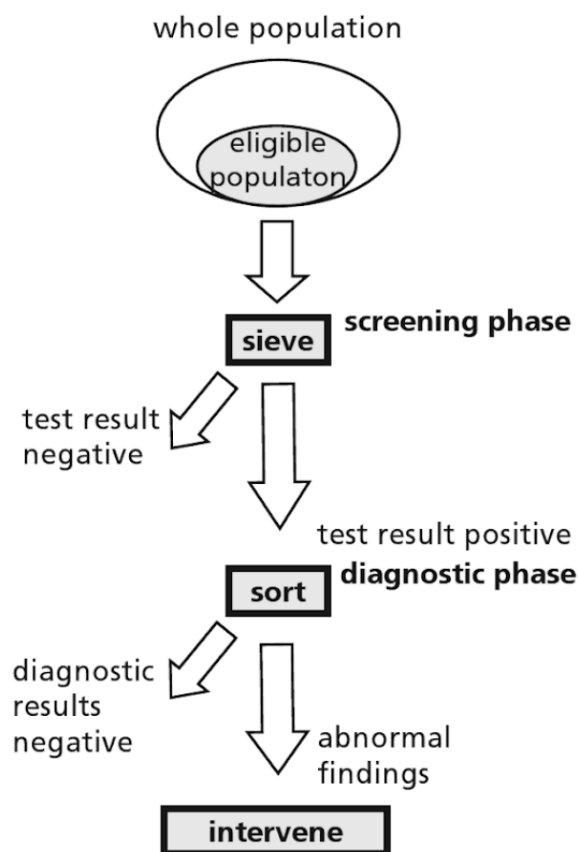 whole population
eligible
populaton
sieve
screening phase
test result
negative
test result positive
sort
diagnostic phase
diagnostic
results
negative
abnormal
findings
intervene